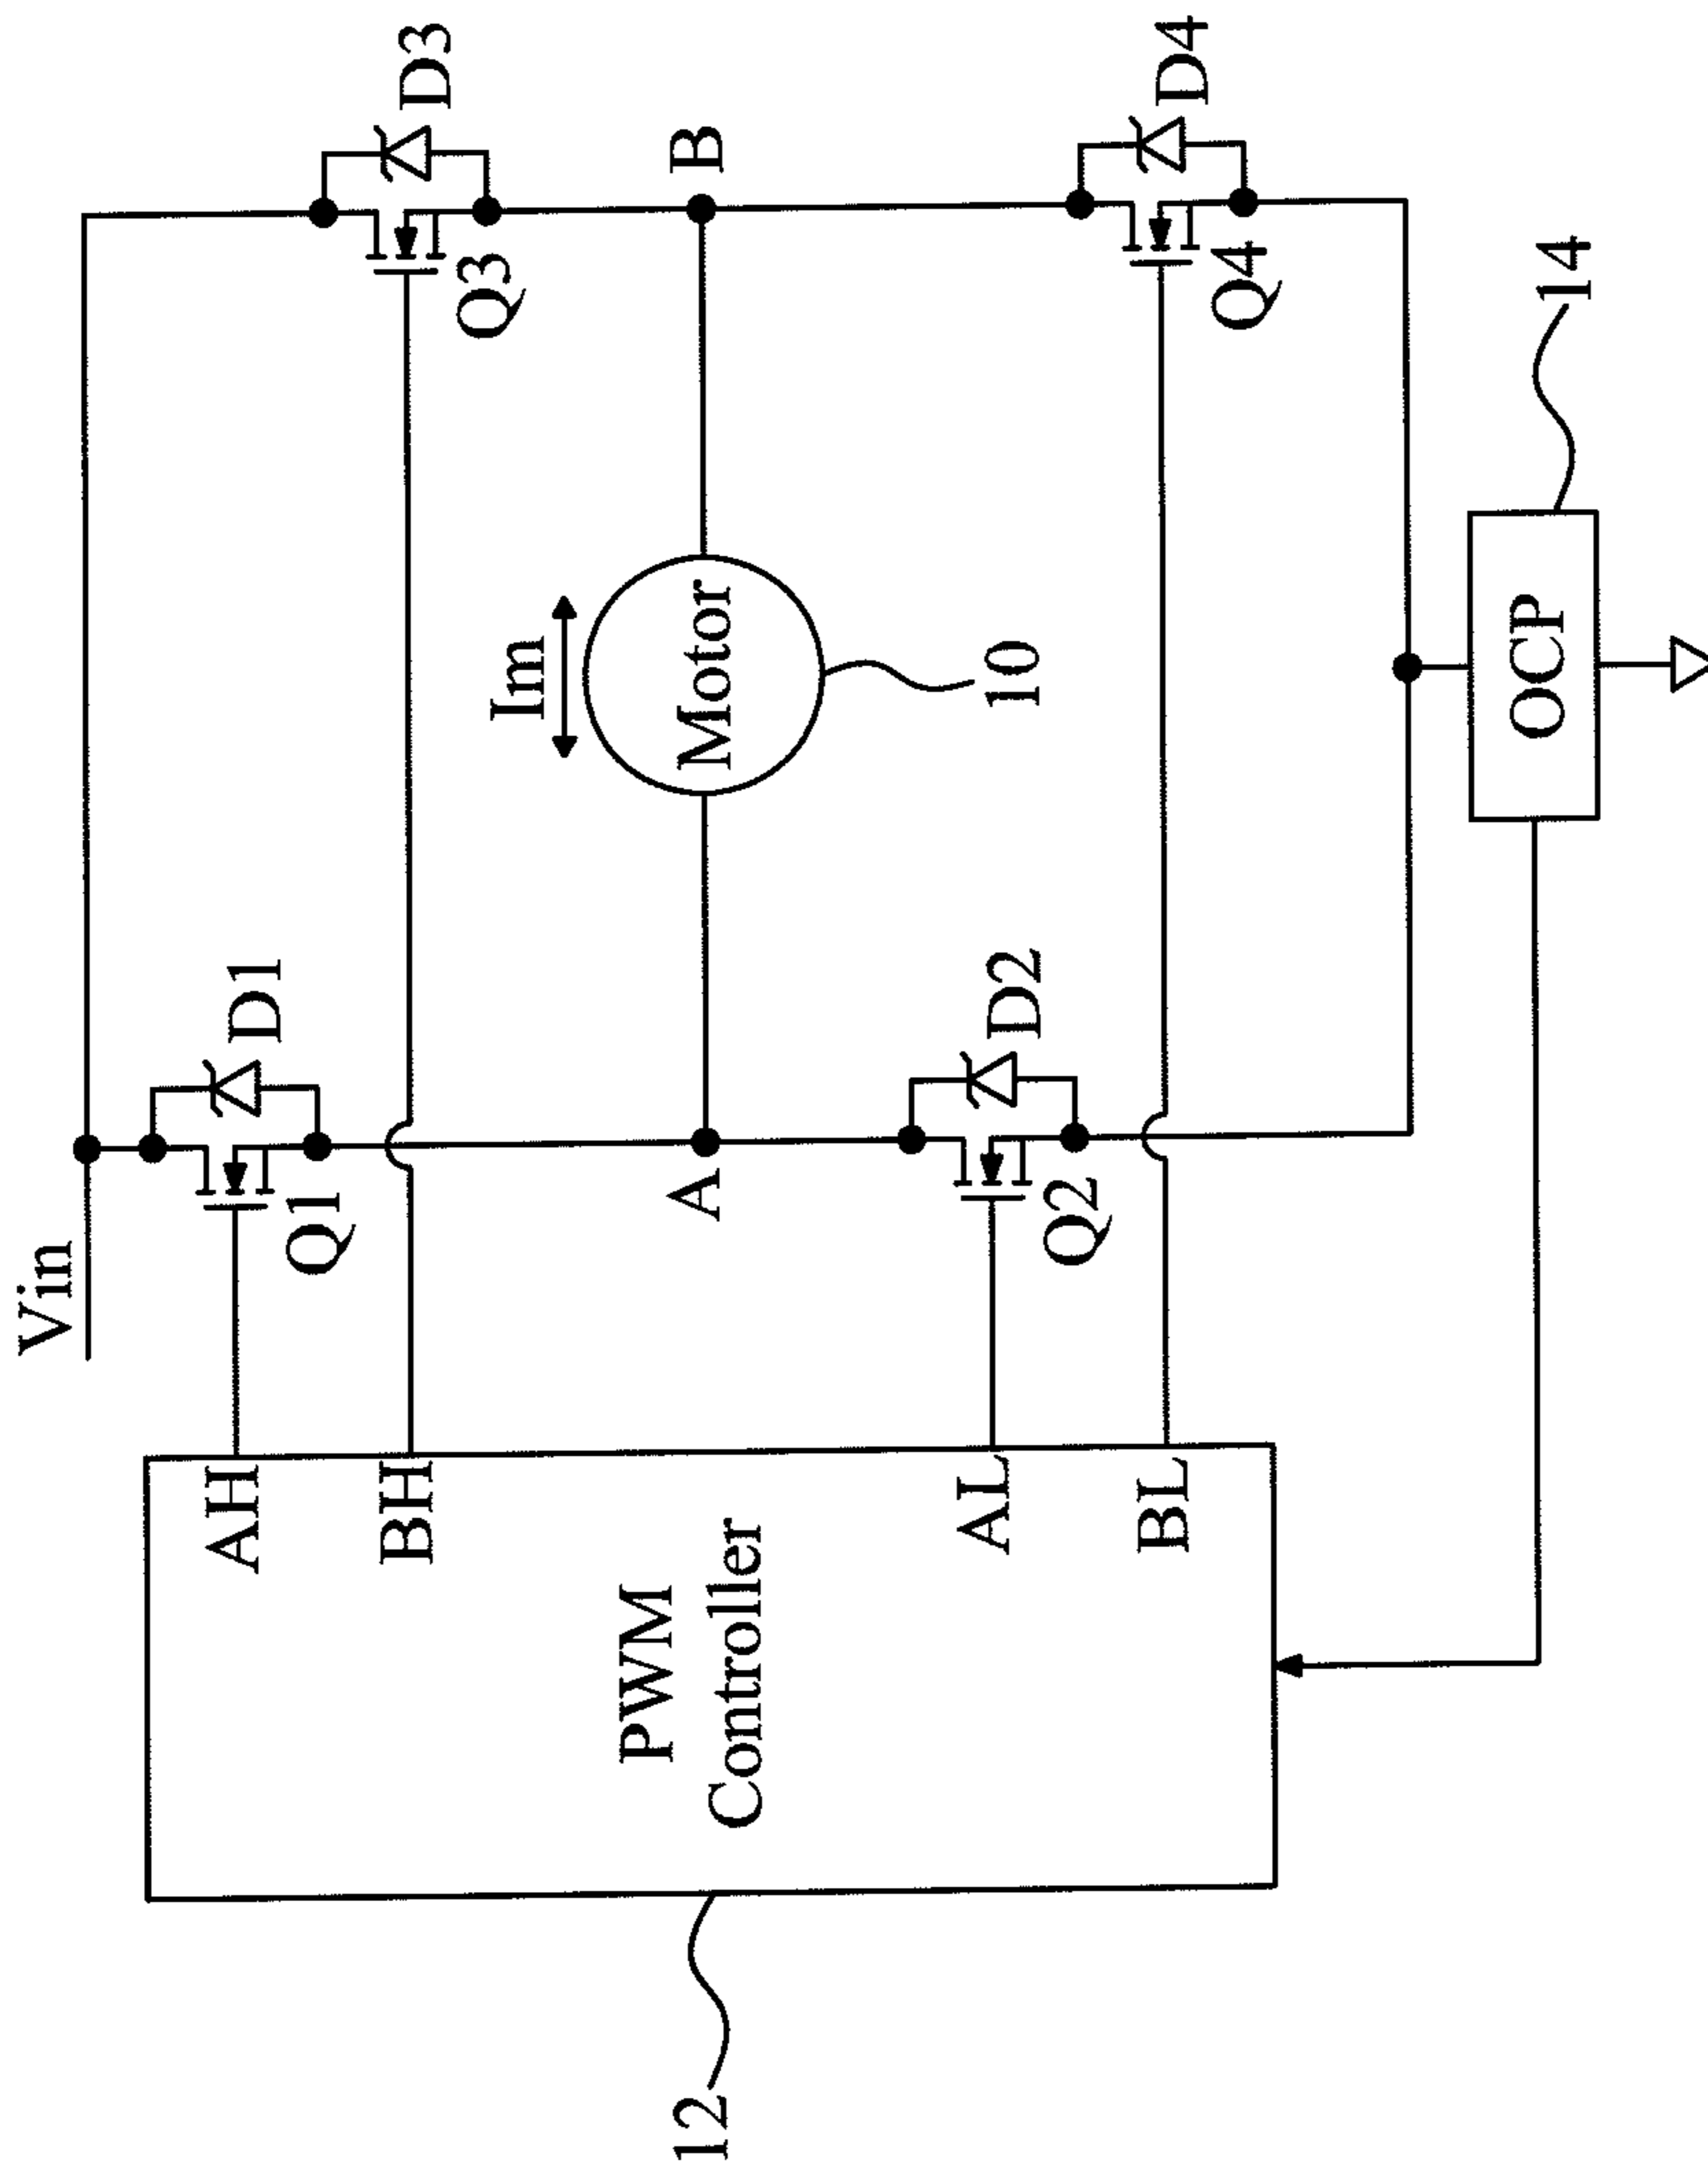 Vin
AH
Q1
D1
D3
BH
Q3
Im
PWM
Controller
A
Motor
B
10
12
AL
Q2
D2
D4
BL
Q4
OCP
14